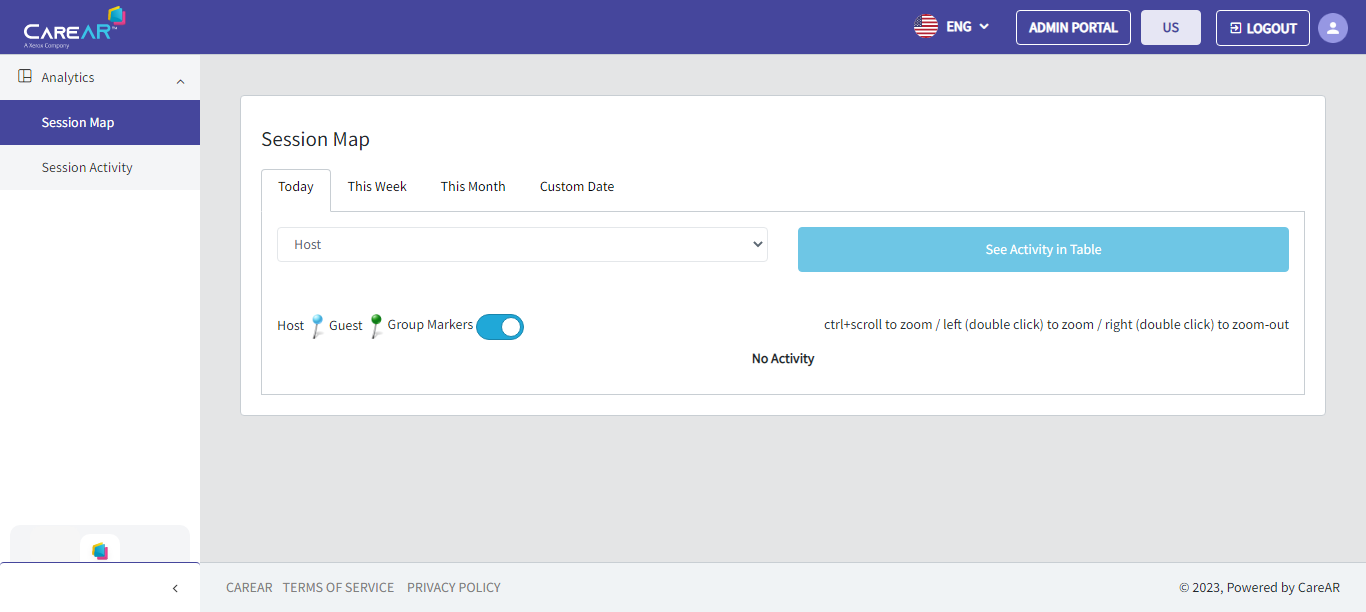 CAREAR™
A Xerox Company
ENG
ADMIN PORTAL
US
LOGOUT
Analytics
Session Map
Session Activity
Session Map
Today This Week This Month Custom Date
Host
See Activity in Table
Host Guest Group Markers
ctrl+scroll to zoom / left (double click) to zoom / right (double click) to zoom-out
No Activity
CAREAR TERMS OF SERVICE PRIVACY POLICY
© 2023, Powered by CareAR